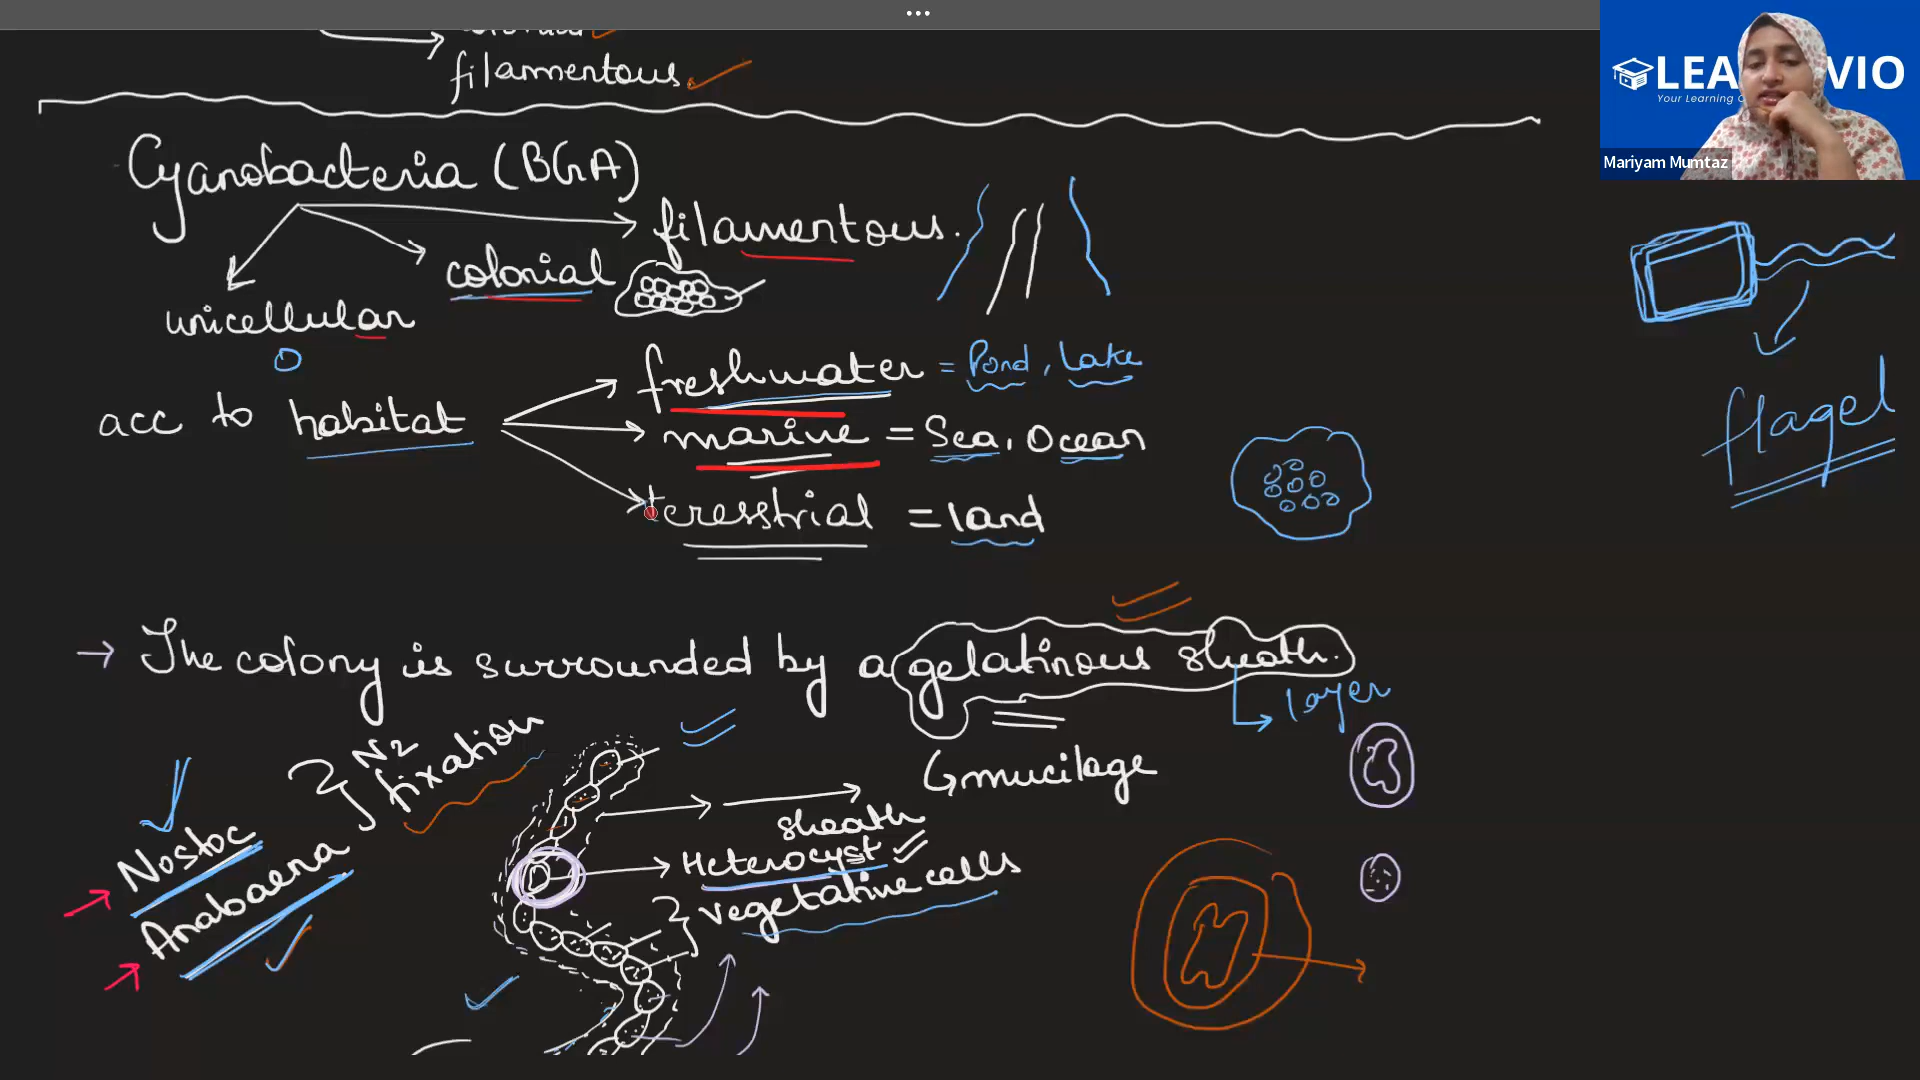 filamentous
Cyanobacteria (BGA)
filamentous.
colonial
unicellular
freshwater = Pond, Lake
acc to habitat
marine = Sea, Ocean
teresstrial = land
flagel
→ The colony is surrounded by a gelatinous sheath.
layer
mucilage
N2
fixation
Nostoc
Anabaena
sheath
Heterocyst
vegetative cells
LEA VIO
Your Learning
Mariyam Mumtaz